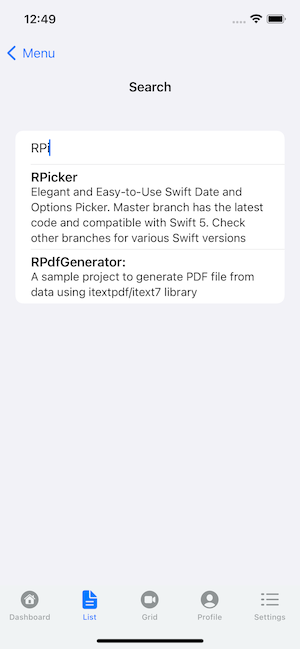 12:49
Menu
Search
RPi
RPicker
Elegant and Easy-to-Use Swift Date and
Options Picker. Master branch has the latest
code and compatible with Swift 5. Check
other branches for various Swift versions
RPdfGenerator:
A sample project to generate PDF file from
data using itextpdf/itext7 library
Dashboard
List
Grid
Profile
Settings